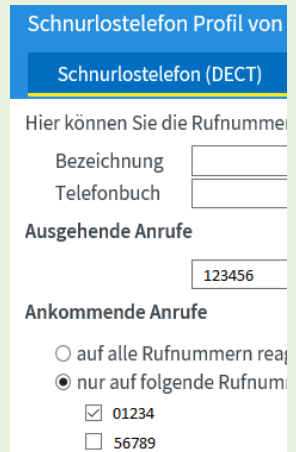 Schnurlostelefon Profil von
Schnurlostelefon (DECT)
Hier können Sie die
Bezeichnung
Telefonbuch
Ausgehende Anrufe
123456
Ankommende Anrufe
auf alle Rufnummern
nur auf folgende
01234
56789